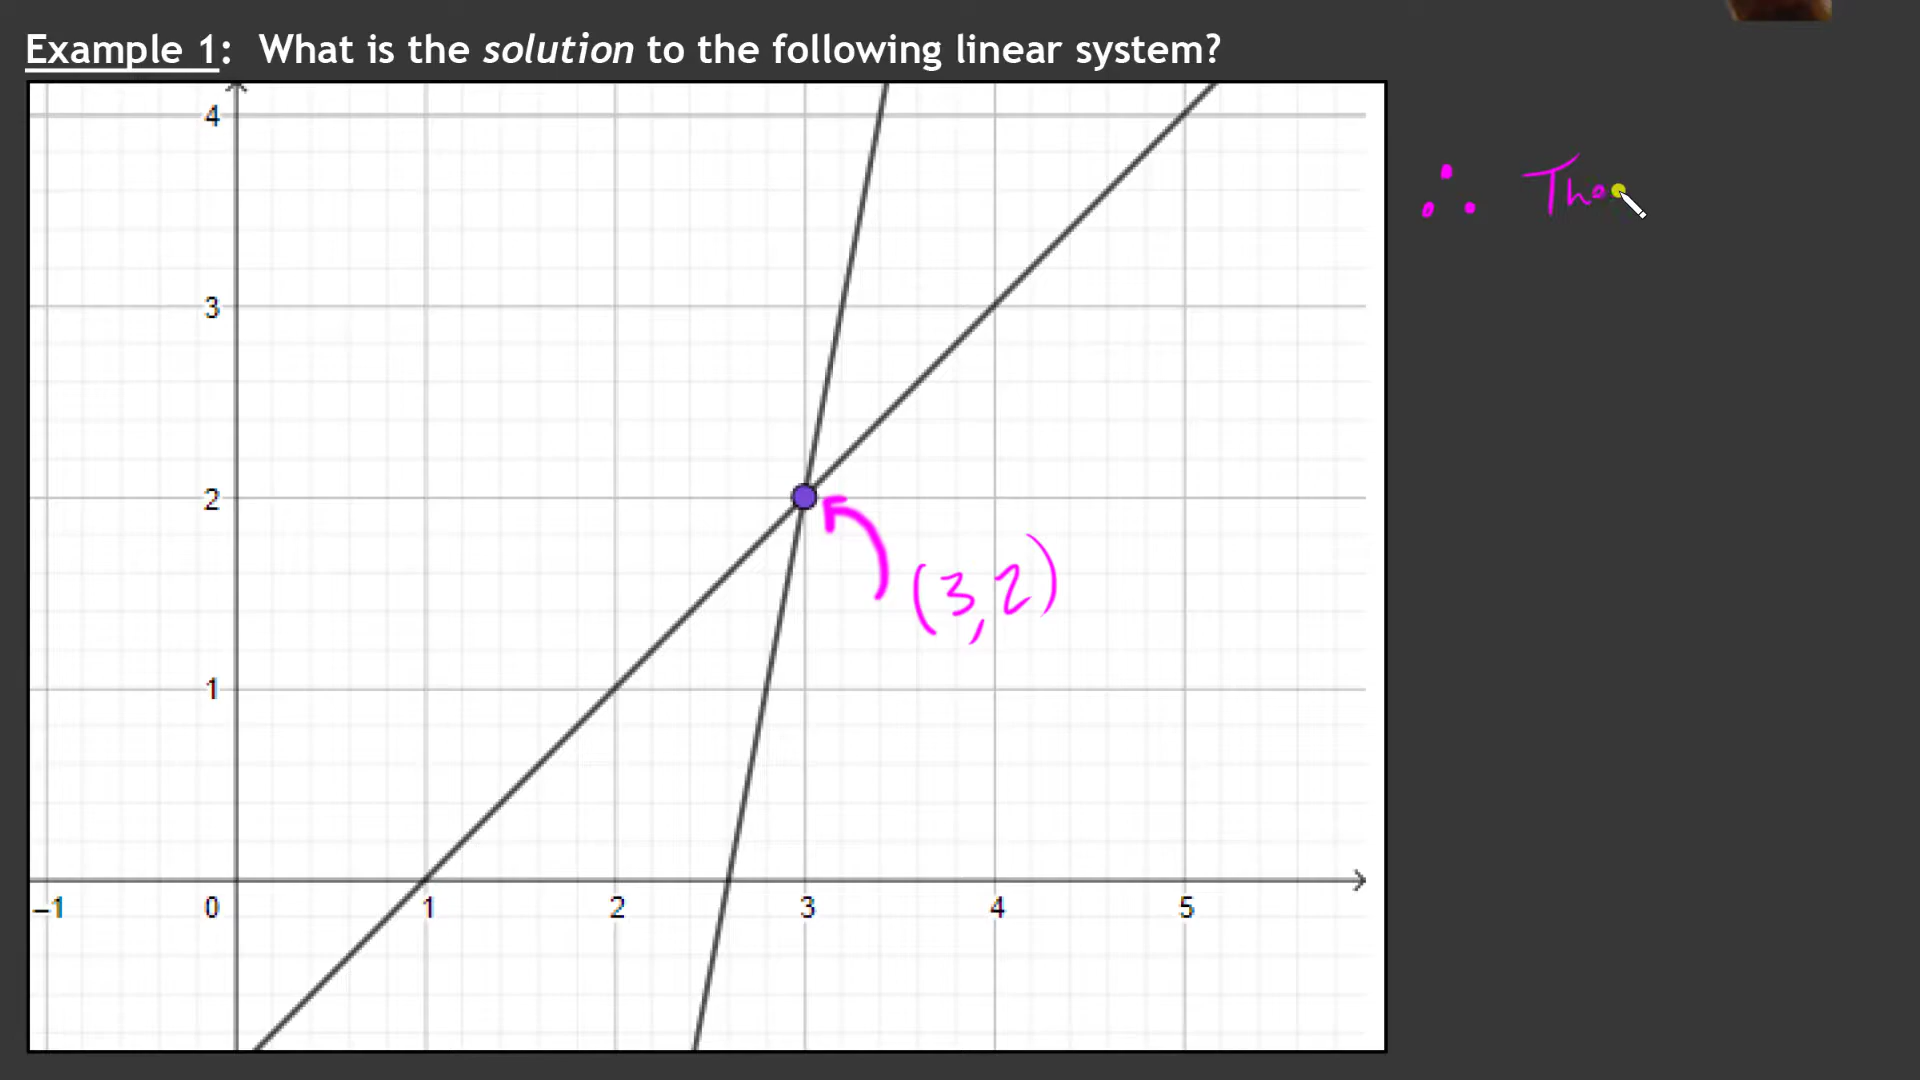 Example 1: What is the solution to the following linear system?
4
3
2
1
(3,2)
∴ The
−1 0 1 2 3 4 5